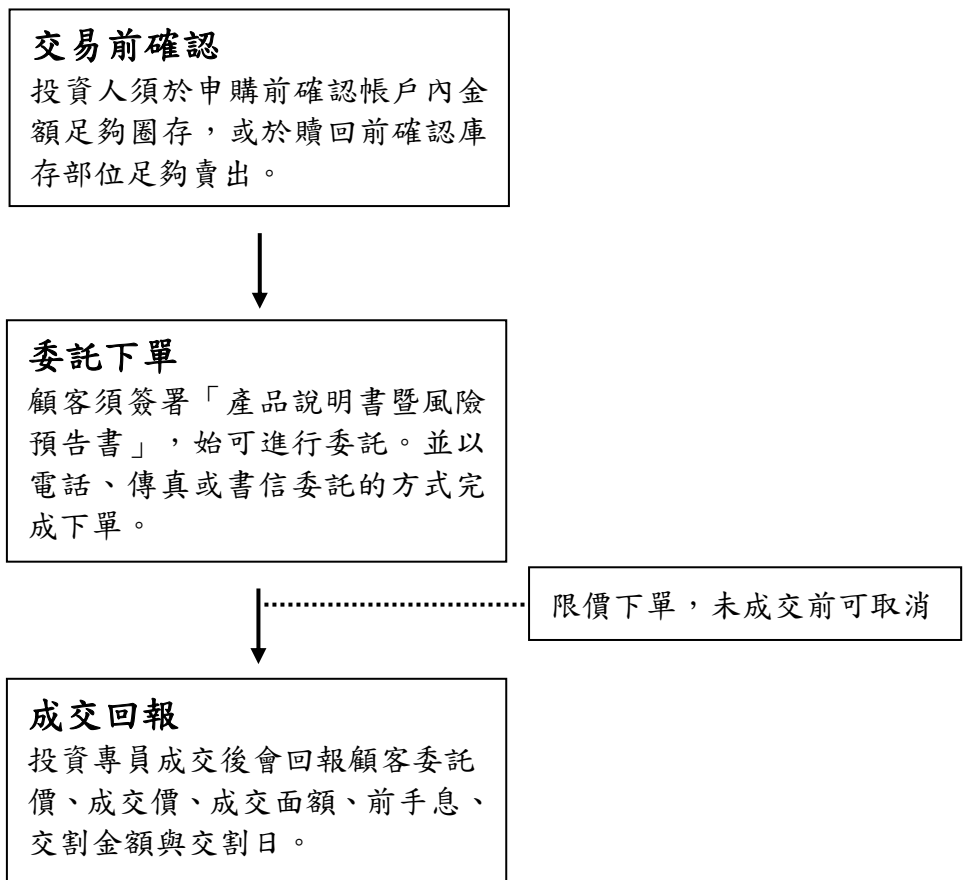 交易前確認
投資人須於申購前確認帳戶內金
額足夠圈存，或於贖回前確認庫
存部位足夠賣出。
委託下單
顧客須簽署「產品說明書暨風險
預告書」，始可進行委託。並以
電話、傳真或書信委託的方式完
成下單。
限價下單，未成交前可取消
成交回報
投資專員成交後會回報顧客委託
價、成交價、成交面額、前手息、
交割金額與交割日。